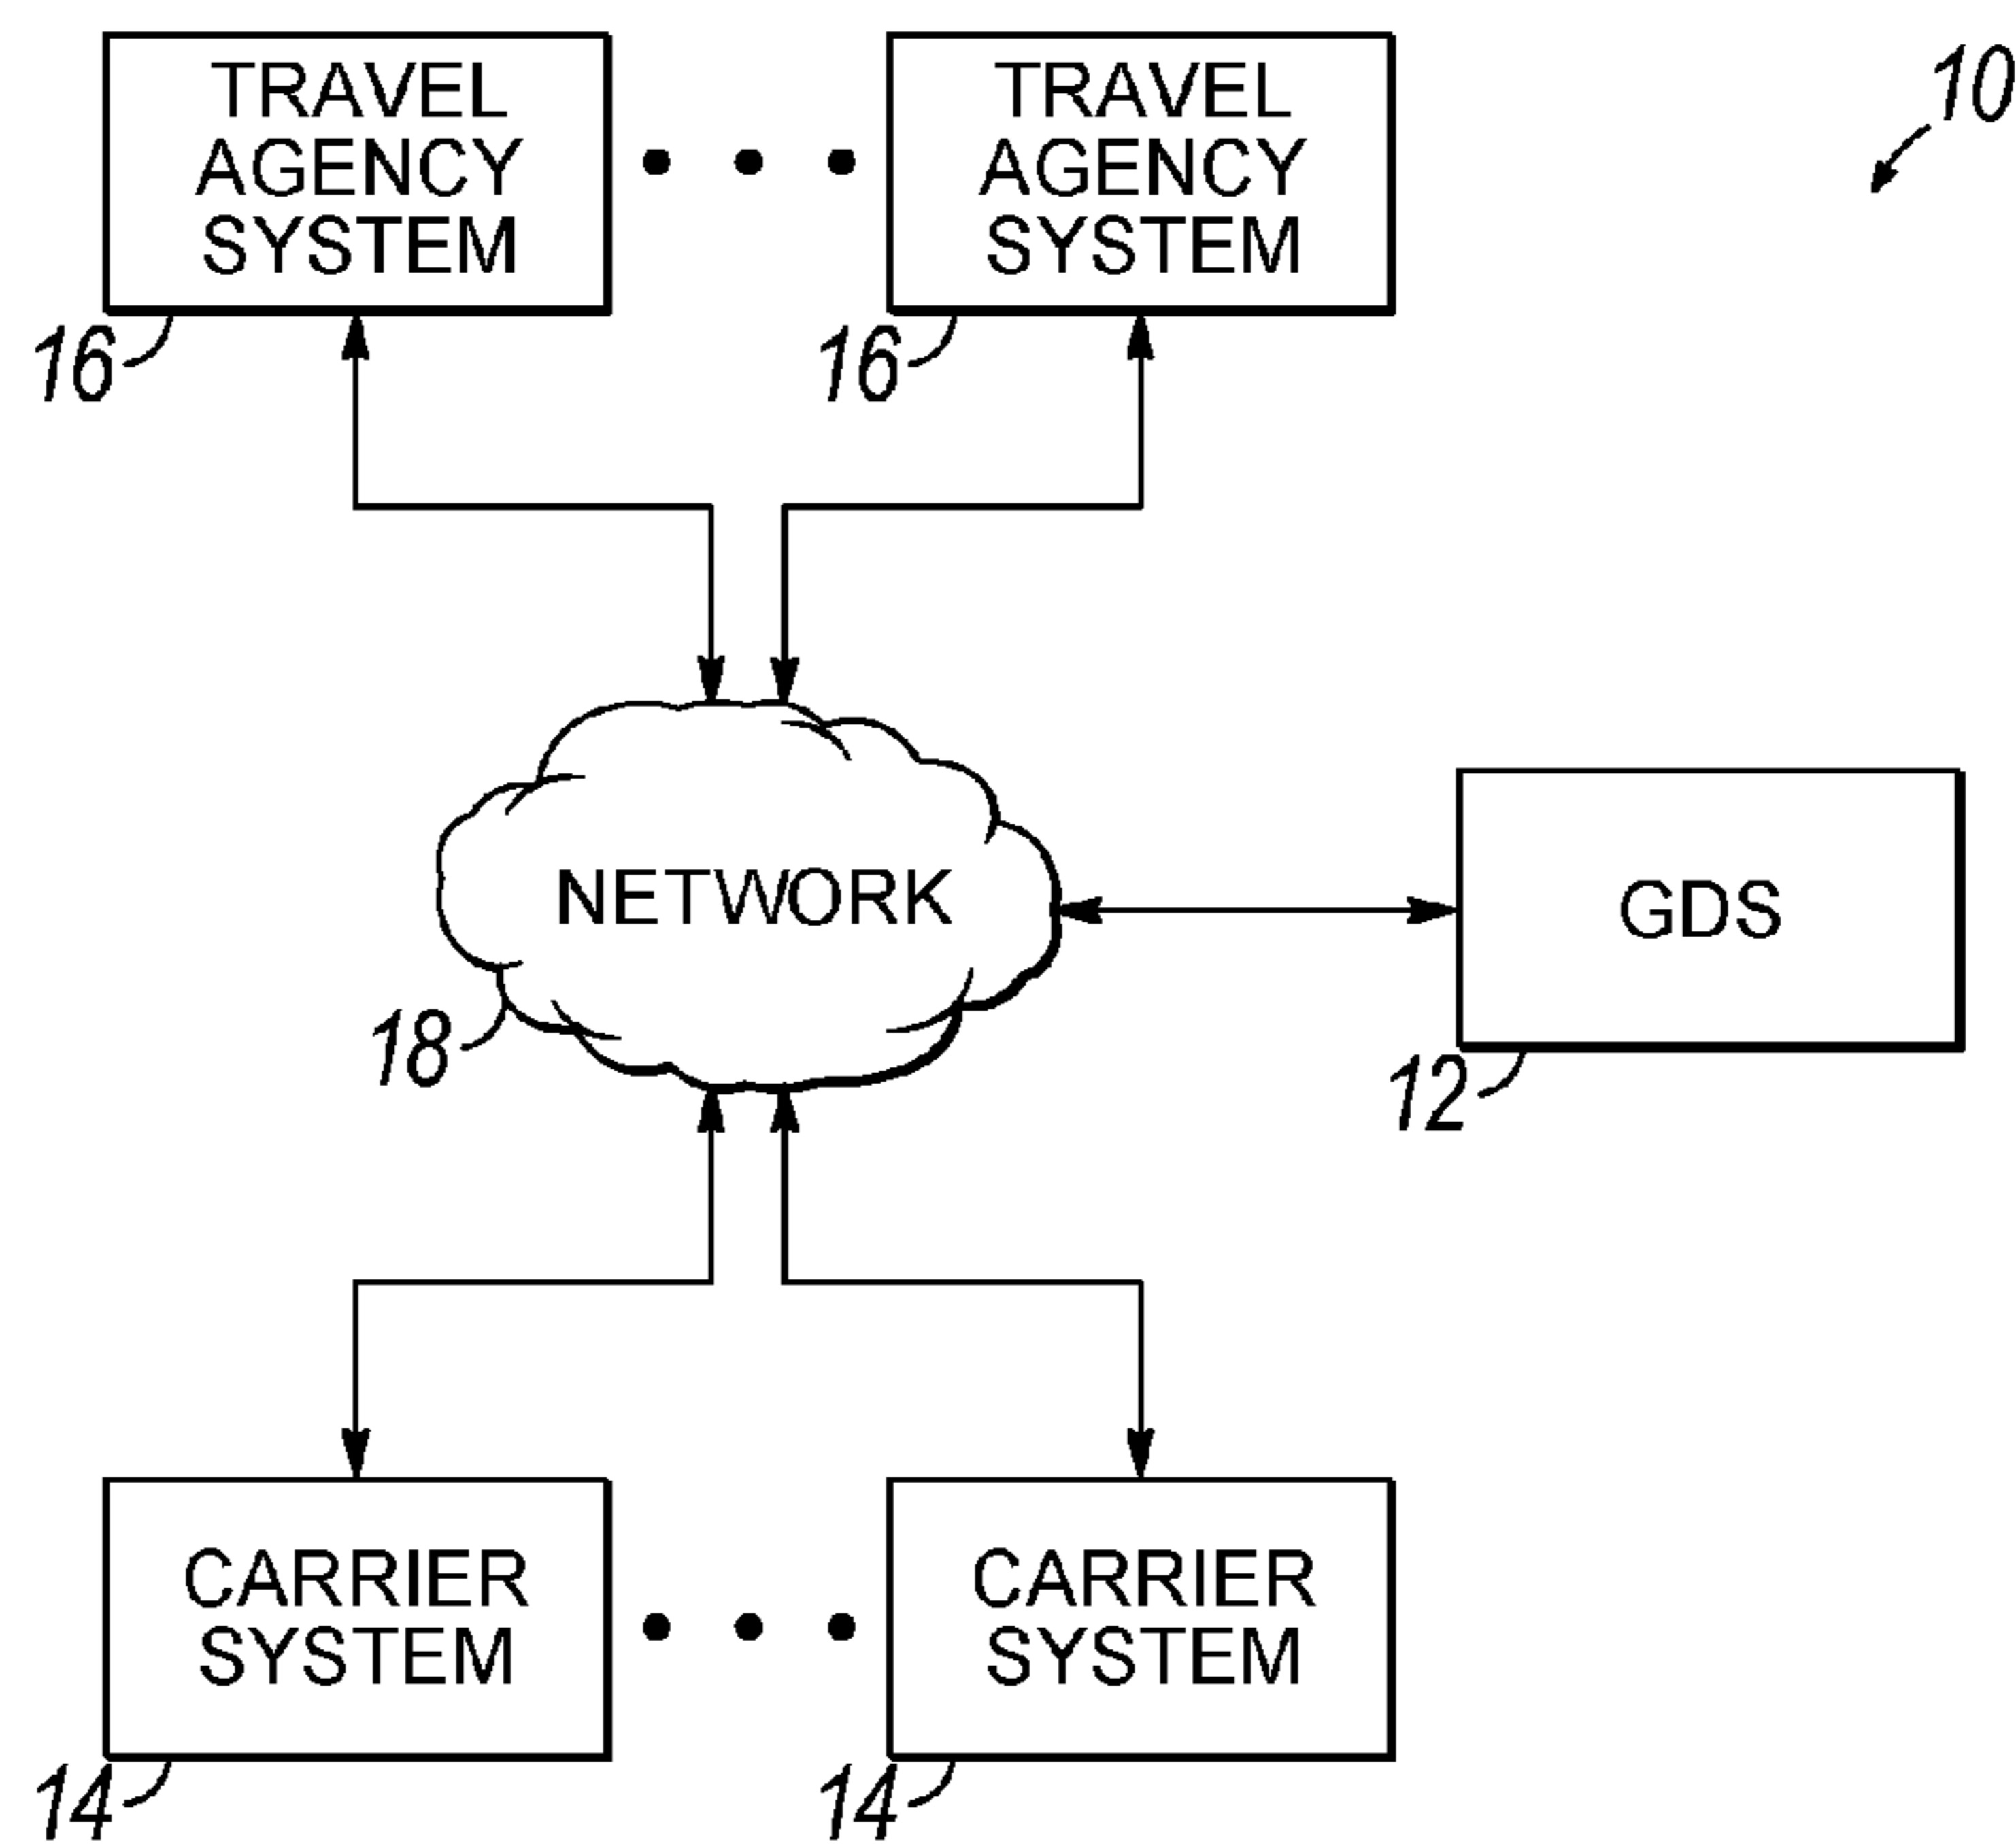 TRAVEL
AGENCY
SYSTEM
16
TRAVEL
AGENCY
SYSTEM
16
10
NETWORK
18
GDS
12
CARRIER
SYSTEM
14
CARRIER
SYSTEM
14